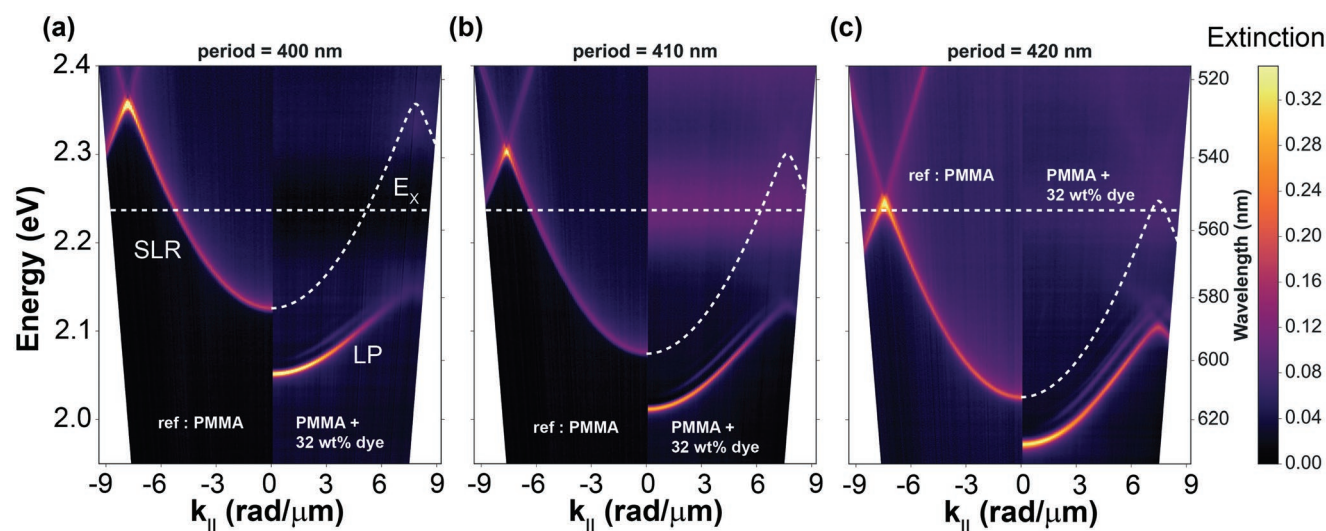 (a)
period = 400 nm
(b)
period = 410 nm
(c)
period = 420 nm
Extinction
Energy (eV)
2.4
2.3
2.2
2.1
2.0
SLR
E_X
LP
ref : PMMA
PMMA +
32 wt% dye
-9 -6 -3 0 3 6 9
k_|| (rad/μm)
ref : PMMA
PMMA +
32 wt% dye
-9 -6 -3 0 3 6 9
k_|| (rad/μm)
ref : PMMA
PMMA +
32 wt% dye
-9 -6 -3 0 3 6 9
k_|| (rad/μm)
520
540
560
580
600
620
Wavelength (nm)
0.32
0.28
0.24
0.20
0.16
0.12
0.08
0.04
0.00